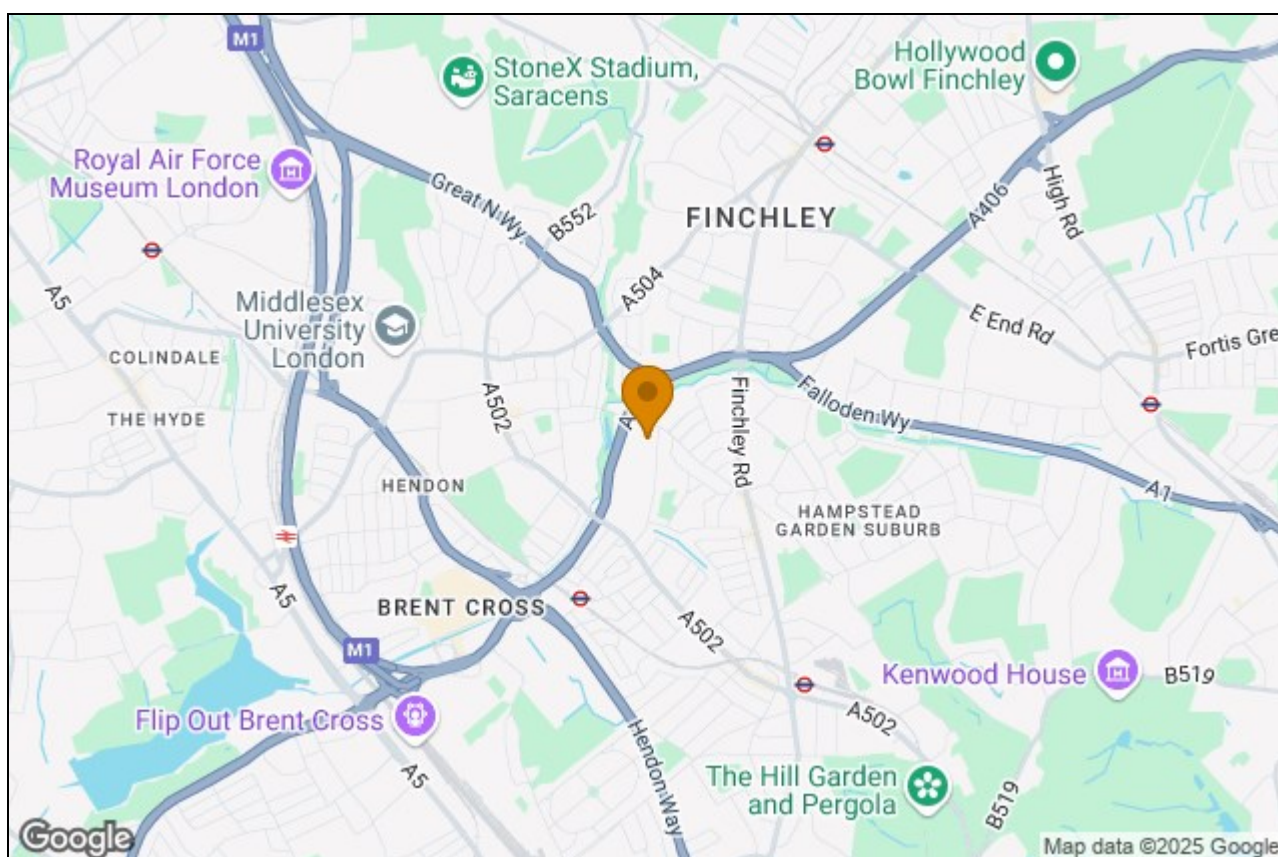 M1
StoneX Stadium,
Saracens
Hollywood
Bowl Finchley
Royal Air Force
Museum London
Great N Wy.
B552
FINCHLEY
A406
High Rd
A5
A504
Middlesex
University
London
E End Rd
Fortis Gre
COLINDALE
THE HYDE
A502
Finchley Rd
Falloden Wy
A1
HENDON
HAMPSTEAD
GARDEN SUBURB
A5
BRENT CROSS
A502
M1
Kenwood House
B519
Flip Out Brent Cross
A502
Hendon Way
A5
The Hill Garden
and Pergola
B519
Google
Map data ©2025 Google